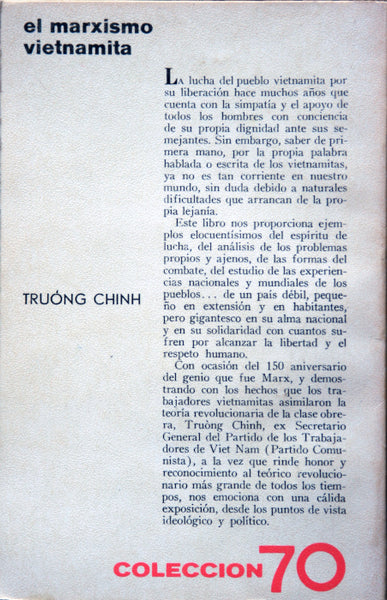 el marxismo
vietnamita
LA lucha del pueblo vietnamita por
su liberación hace muchos años que
cuenta con la simpatía y el apoyo de
todos los hombres con conciencia
de su propia dignidad ante sus se-
mejantes. Sin embargo, saber de pri-
mera mano, por la propia palabra
hablada o escrita de los vietnamitas,
ya no es tan corriente en nuestro
mundo, sin duda debido a naturales
dificultades que arrancan de la pro-
pia lejanía.
Este libro nos proporciona ejem-
plos elocuentísimos del espíritu de
lucha, del análisis de los problemas
propios y ajenos, de las formas del
combate, del estudio de las experien-
cias nacionales y mundiales de los
pueblos... de un país débil, peque-
ño en extensión y en habitantes,
pero gigantesco en su alma nacional
y en su solidaridad con cuantos su-
fren por alcanzar la libertad y el
respeto humano.
Con ocasión del 150 aniversario
del genio que fue Marx, y demos-
trando con los hechos que los tra-
bajadores vietnamitas asimilaron la
teoría revolucionaria de la clase obre-
ra, Truòng Chinh, ex Secretario
General del Partido de los Trabaja-
dores de Viet Nam (Partido Comu-
nista), a la vez que rinde honor y
reconocimiento al teórico revolucio-
nario más grande de todos los tiem-
pos, nos emociona con una cálida
exposición, desde los puntos de vista
ideológico y político.
TRUÓNG CHINH
COLECCION 70